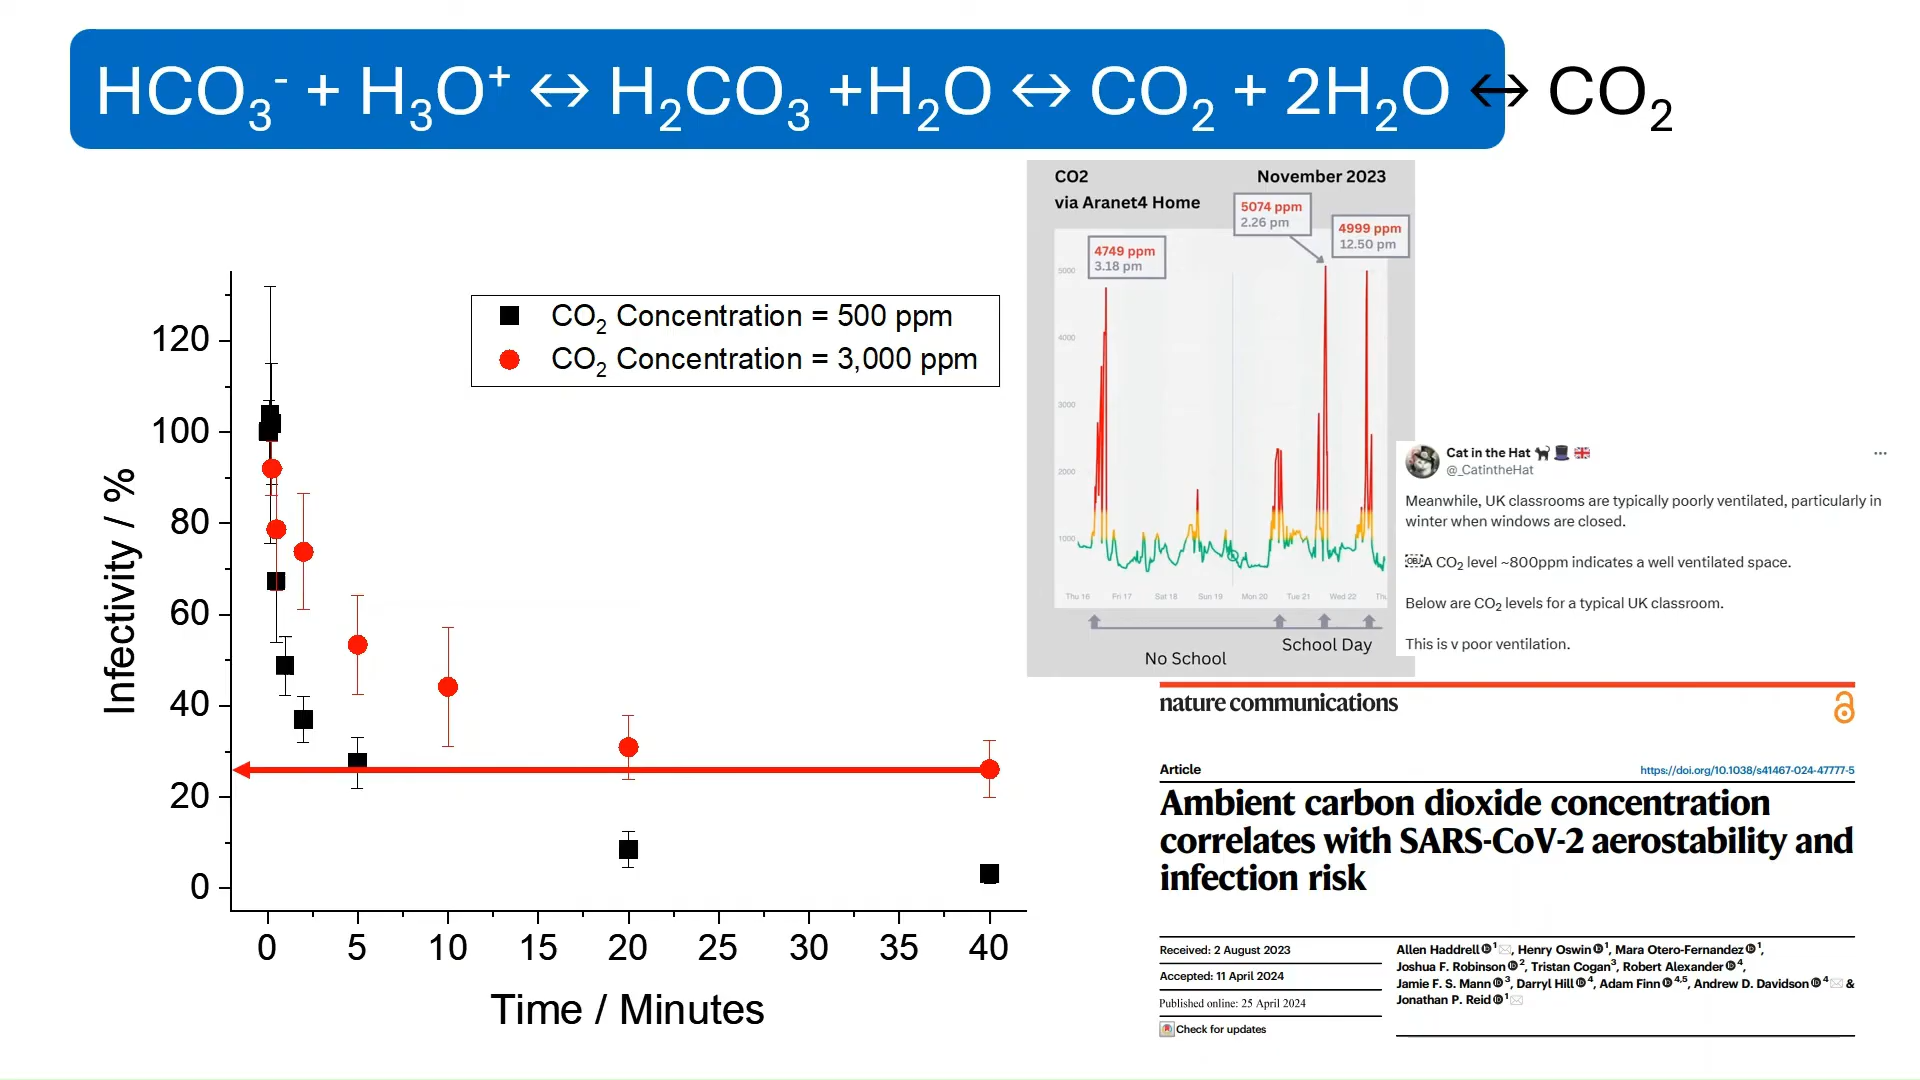 HCO₃⁻ + H₃O⁺ ↔ H₂CO₃ +H₂O ↔ CO₂ + 2H₂O ↔ CO₂
CO₂ Concentration = 500 ppm
CO₂ Concentration = 3,000 ppm
Infectivity / %
120
100
80
60
40
20
0
0 5 10 15 20 25 30 35 40
Time / Minutes
CO2 November 2023
via Aranet4 Home
5074 ppm
2.26 pm
4999 ppm
12.50 pm
4749 ppm
3.18 pm
5000
4000
3000
2000
1000
Thu 16 Fri 17 Sat 18 Sun 19 Mon 20 Tue 21 Wed 22 Thu
School Day
No School
Cat in the Hat
@_CatintheHat
Meanwhile, UK classrooms are typically poorly ventilated, particularly in
winter when windows are closed.
A CO₂ level ~800ppm indicates a well ventilated space.
Below are CO₂ levels for a typical UK classroom.
This is v poor ventilation.
nature communications
Article https://doi.org/10.1038/s41467-024-47777-5
Ambient carbon dioxide concentration
correlates with SARS-CoV-2 aerostability and
infection risk
Received: 2 August 2023
Accepted: 11 April 2024
Published online: 25 April 2024
Check for updates
Allen Haddrell ¹, Henry Oswin ¹, Mara Otero-Fernandez ¹,
Joshua F. Robinson ², Tristan Cogan³, Robert Alexander ⁴,
Jamie F. S. Mann ³, Darryl Hill ⁴, Adam Finn ⁴,⁵, Andrew D. Davidson ⁴ &
Jonathan P. Reid ¹